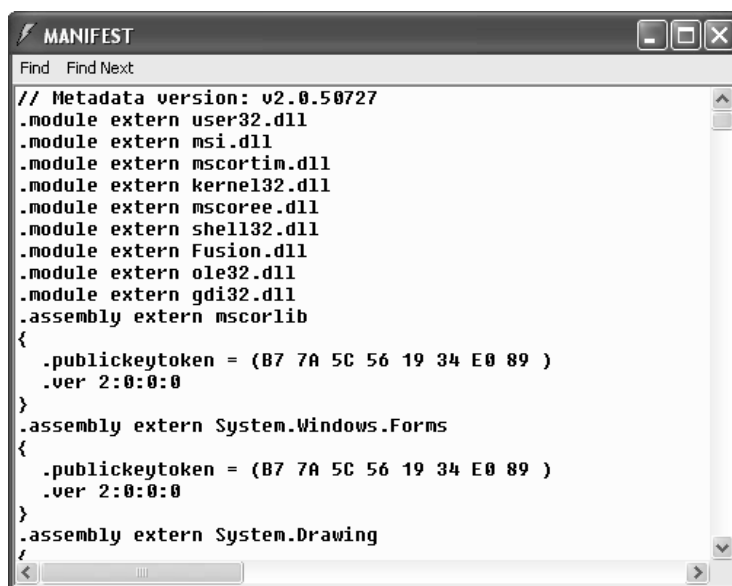 MANIFEST
Find Find Next
// Metadata version: v2.0.50727
.module extern user32.dll
.module extern msi.dll
.module extern mscortim.dll
.module extern kernel32.dll
.module extern mscoree.dll
.module extern shell32.dll
.module extern Fusion.dll
.module extern ole32.dll
.module extern gdi32.dll
.assembly extern mscorlib
{
  .publickeytoken = (B7 7A 5C 56 19 34 E0 89 )
  .ver 2:0:0:0
}
.assembly extern System.Windows.Forms
{
  .publickeytoken = (B7 7A 5C 56 19 34 E0 89 )
  .ver 2:0:0:0
}
.assembly extern System.Drawing
{